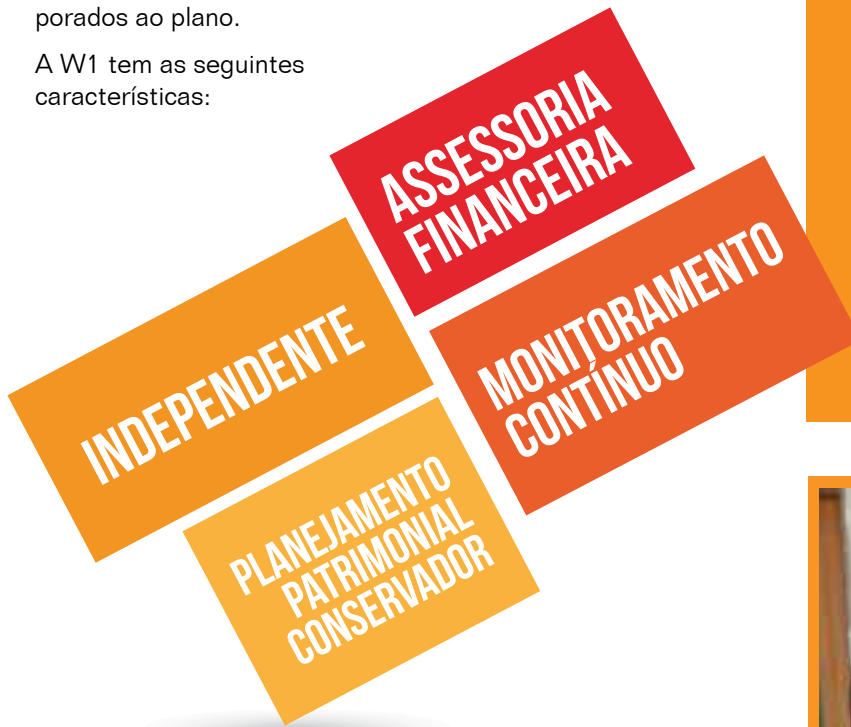 porados ao plano.
A W1 tem as seguintes
características:
ASSESSORIA
FINANCEIRA
INDEPENDENTE
MONITORAMENTO
CONTÍNUO
PLANEJAMENTO
PATRIMONIAL
CONSERVADOR